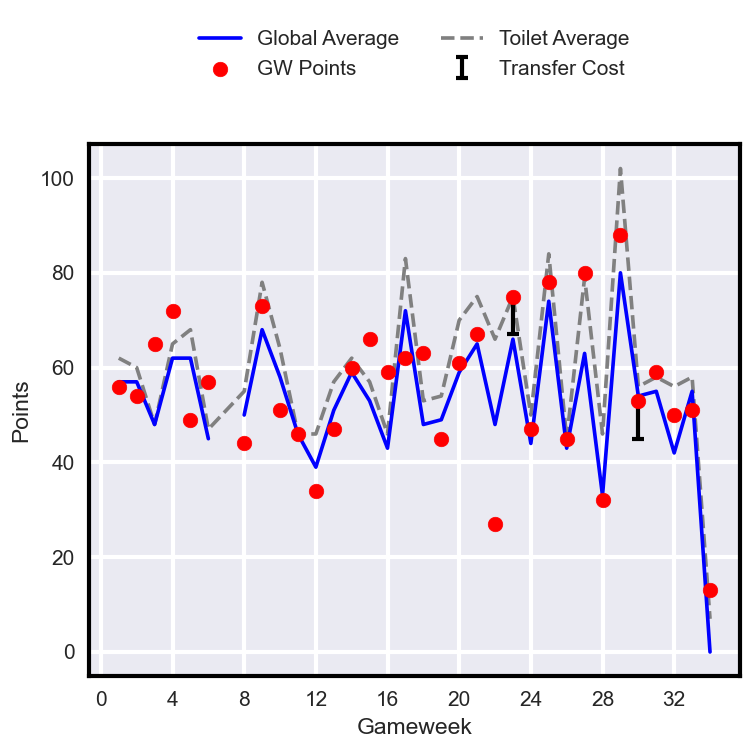 Global Average
Toilet Average
GW Points
Transfer Cost
100
80
60
40
20
0
Points
0 4 8 12 16 20 24 28 32
Gameweek